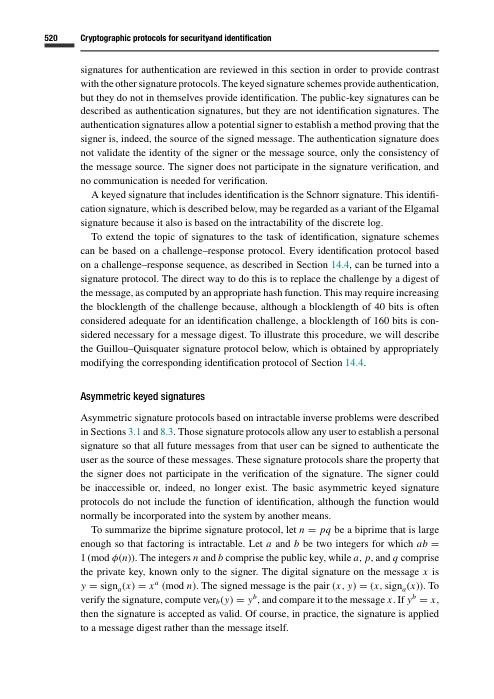 520 Cryptographic protocols for securityand identification
signatures for authentication are reviewed in this section in order to provide contrast
with the other signature protocols. The keyed signature schemes provide authentication,
but they do not in themselves provide identification. The public-key signatures can be
described as authentication signatures, but they are not identification signatures. The
authentication signatures allow a potential signer to establish a method proving that the
signer is, indeed, the source of the signed message. The authentication signature does
not validate the identity of the signer or the message source, only the consistency of
the message source. The signer does not participate in the signature verification, and
no communication is needed for verification.
A keyed signature that includes identification is the Schnorr signature. This identifi-
cation signature, which is described below, may be regarded as a variant of the Elgamal
signature because it also is based on the intractability of the discrete log.
To extend the topic of signatures to the task of identification, signature schemes
can be based on a challenge–response protocol. Every identification protocol based
on a challenge–response sequence, as described in Section 14.4, can be turned into a
signature protocol. The direct way to do this is to replace the challenge by a digest of
the message, as computed by an appropriate hash function. This may require increasing
the blocklength of the challenge because, although a blocklength of 40 bits is often
considered adequate for an identification challenge, a blocklength of 160 bits is con-
sidered necessary for a message digest. To illustrate this procedure, we will describe
the Guillou–Quisquater signature protocol below, which is obtained by appropriately
modifying the corresponding identification protocol of Section 14.4.
Asymmetric keyed signatures
Asymmetric signature protocols based on intractable inverse problems were described
in Sections 3.1 and 8.3. Those signature protocols allow any user to establish a personal
signature so that all future messages from that user can be signed to authenticate the
user as the source of these messages. These signature protocols share the property that
the signer does not participate in the verification of the signature. The signer could
be inaccessible or, indeed, no longer exist. The basic asymmetric keyed signature
protocols do not include the function of identification, although the function would
normally be incorporated into the system by another means.
To summarize the biprime signature protocol, let n = pq be a biprime that is large
enough so that factoring is intractable. Let a and b be two integers for which ab =
1 (mod ϕ(n)). The integers n and b comprise the public key, while a, p, and q comprise
the private key, known only to the signer. The digital signature on the message x is
y = signₐ(x) = xᵃ (mod n). The signed message is the pair (x, y) = (x, signₐ(x)). To
verify the signature, compute ver_b(y) = yᵇ, and compare it to the message x. If yᵇ = x,
then the signature is accepted as valid. Of course, in practice, the signature is applied
to a message digest rather than the message itself.